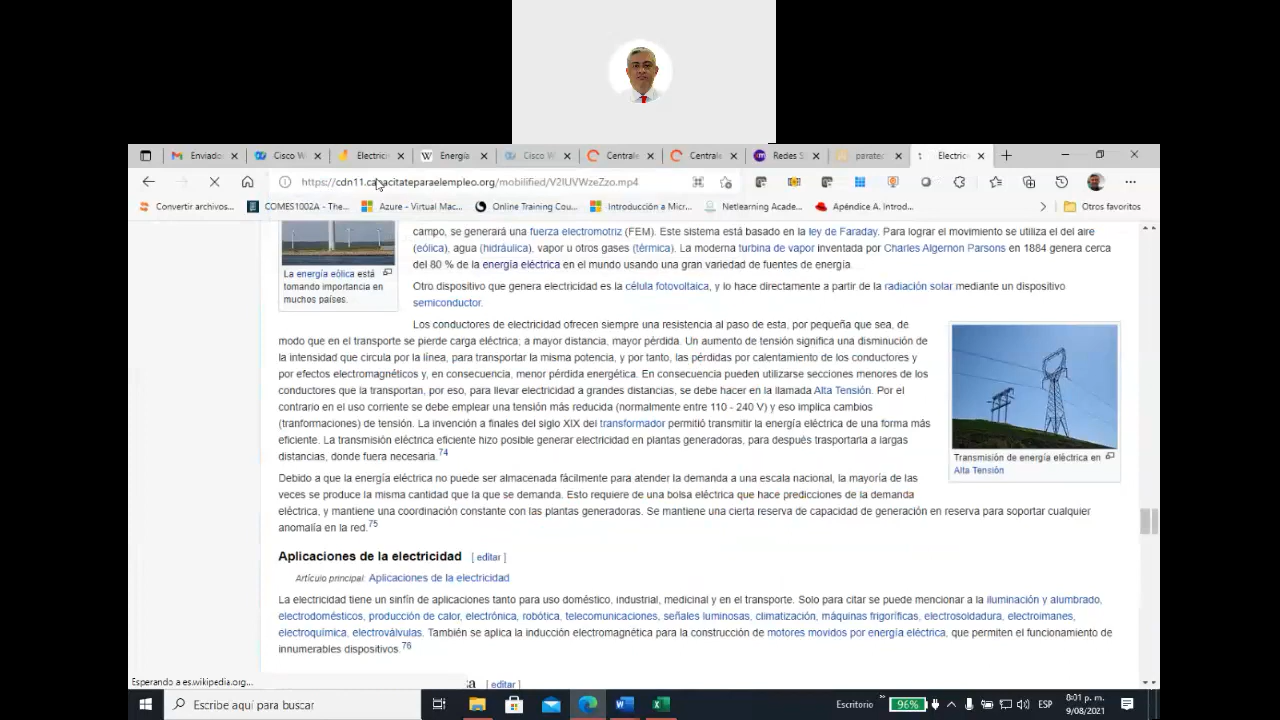 Enviado
Cisco W
Electrici
Energía
Cisco W
Centrale
Centrale
Redes S
paratec
Electric
https://cdn11.capacitateparaelempleo.org/mobilified/V2IUVWzeZzo.mp4
Convertir archivos...
COMES1002A - The...
Azure - Virtual Mac...
Online Training Cou...
Introducción a Micr...
Netlearning Acade...
Apéndice A. Introd...
Otros favoritos
campo, se generará una fuerza electromotriz (FEM). Este sistema está basado en la ley de Faraday. Para lograr el movimiento se utiliza el del aire
(eólica), agua (hidráulica), vapor u otros gases (térmica). La moderna turbina de vapor inventada por Charles Algernon Parsons en 1884 genera cerca
del 80 % de la energía eléctrica en el mundo usando una gran variedad de fuentes de energía.
La energía eólica está
tomando importancia en
muchos países.
Otro dispositivo que genera electricidad es la célula fotovoltaica, y lo hace directamente a partir de la radiación solar mediante un dispositivo
semiconductor.
Los conductores de electricidad ofrecen siempre una resistencia al paso de esta, por pequeña que sea, de
modo que en el transporte se pierde carga eléctrica; a mayor distancia, mayor pérdida. Un aumento de tensión significa una disminución de
la intensidad que circula por la línea, para transportar la misma potencia, y por tanto, las pérdidas por calentamiento de los conductores y
por efectos electromagnéticos y, en consecuencia, menor pérdida energética. En consecuencia pueden utilizarse secciones menores de los
conductores que la transportan, por eso, para llevar electricidad a grandes distancias, se debe hacer en la llamada Alta Tensión. Por el
contrario en el uso corriente se debe emplear una tensión más reducida (normalmente entre 110 - 240 V) y eso implica cambios
(tranformaciones) de tensión. La invención a finales del siglo XIX del transformador permitió transmitir la energía eléctrica de una forma más
eficiente. La transmisión eléctrica eficiente hizo posible generar electricidad en plantas generadoras, para después trasportarla a largas
distancias, donde fuera necesaria.74
Transmisión de energía eléctrica en
Alta Tensión
Debido a que la energía eléctrica no puede ser almacenada fácilmente para atender la demanda a una escala nacional, la mayoría de las
veces se produce la misma cantidad que la que se demanda. Esto requiere de una bolsa eléctrica que hace predicciones de la demanda
eléctrica, y mantiene una coordinación constante con las plantas generadoras. Se mantiene una cierta reserva de capacidad de generación en reserva para soportar cualquier
anomalía en la red.75
Aplicaciones de la electricidad [ editar ]
Artículo principal: Aplicaciones de la electricidad
La electricidad tiene un sinfín de aplicaciones tanto para uso doméstico, industrial, medicinal y en el transporte. Solo para citar se puede mencionar a la iluminación y alumbrado,
electrodomésticos, producción de calor, electrónica, robótica, telecomunicaciones, señales luminosas, climatización, máquinas frigoríficas, electrosoldadura, electroimanes,
electroquímica, electroválvulas. También se aplica la inducción electromagnética para la construcción de motores movidos por energía eléctrica, que permiten el funcionamiento de
innumerables dispositivos.76
Esperando a es.wikipedia.org...
a [ editar ]
Escribe aquí para buscar
Escritorio
96%
ESP
8:01 p. m.
9/08/2021